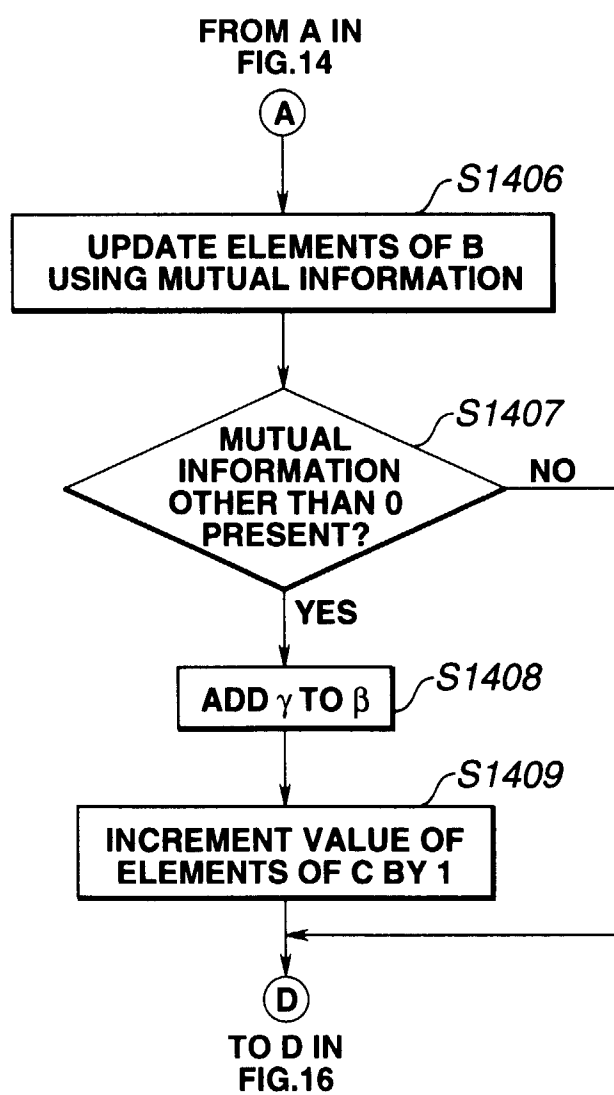 FROM A IN
FIG.14
A
S1406
UPDATE ELEMENTS OF B
USING MUTUAL INFORMATION
S1407
MUTUAL
INFORMATION
OTHER THAN 0
PRESENT?
NO
YES
S1408
ADD γ TO β
S1409
INCREMENT VALUE OF
ELEMENTS OF C BY 1
D
TO D IN
FIG.16